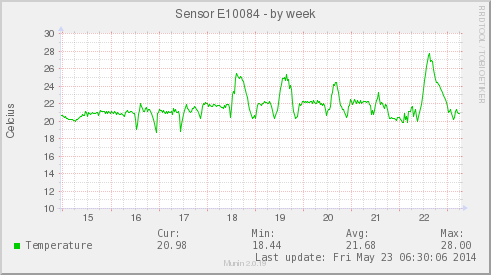 Sensor E10084 - by week
RRDTOOL / TOBI OETIKER
Celcius
30
28
26
24
22
20
18
16
14
12
10
15 16 17 18 19 20 21 22
Cur: Min: Avg: Max:
Temperature 20.98 18.44 21.68 28.00
Last update: Fri May 23 06:30:06 2014
Munin 2.0.19